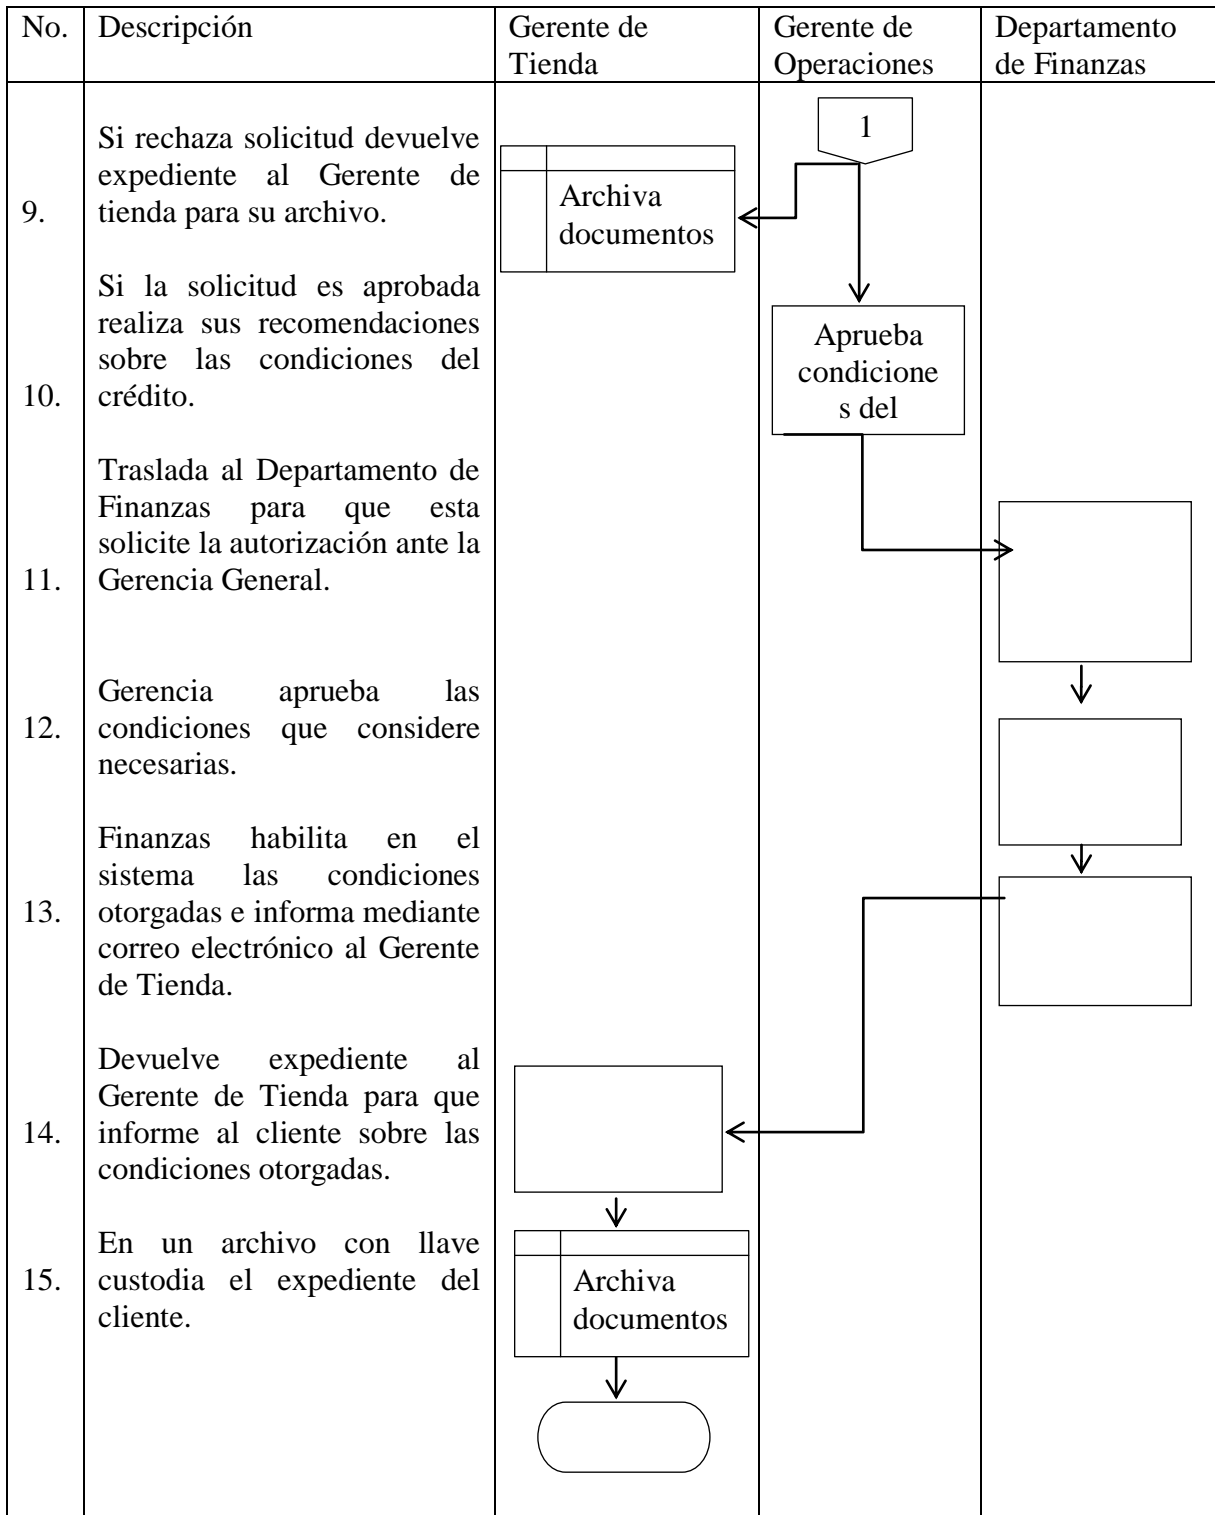 No.
Descripción
Gerente de
Tienda
Gerente de
Operaciones
Departamento
de Finanzas
1
Si rechaza solicitud devuelve
expediente al Gerente de
9. tienda para su archivo.
Archiva
documentos
Si la solicitud es aprobada
realiza sus recomendaciones
sobre las condiciones del
10. crédito.
Aprueba
condicione
s del
Traslada al Departamento de
Finanzas para que esta
solicite la autorización ante la
11. Gerencia General.
Gerencia aprueba las
12. condiciones que considere
necesarias.
Finanzas habilita en el
sistema las condiciones
13. otorgadas e informa mediante
correo electrónico al Gerente
de Tienda.
Devuelve expediente al
Gerente de Tienda para que
14. informe al cliente sobre las
condiciones otorgadas.
En un archivo con llave
15. custodia el expediente del
cliente.
Archiva
documentos